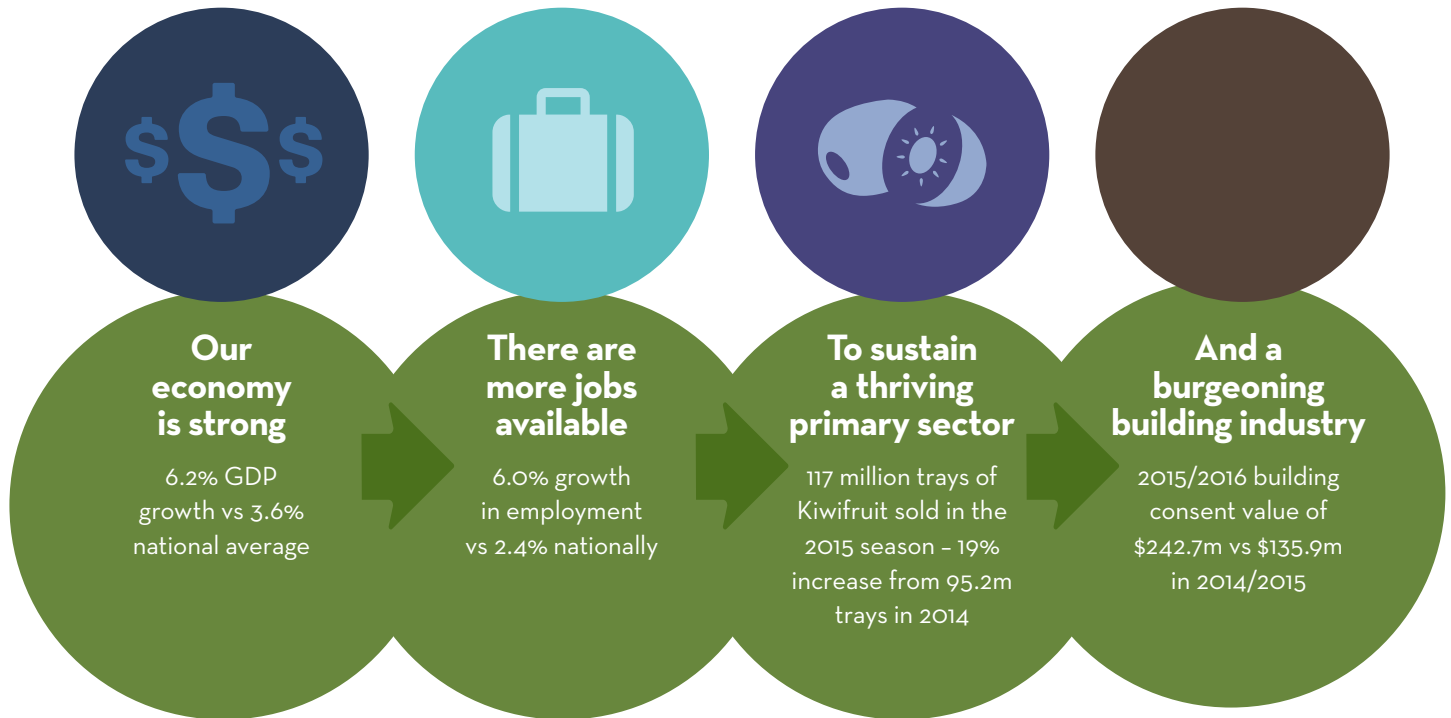 $$$
Our
economy
is strong
6.2% GDP
growth vs 3.6%
national average
There are
more jobs
available
6.0% growth
in employment
vs 2.4% nationally
To sustain
a thriving
primary sector
117 million trays of
Kiwifruit sold in the
2015 season – 19%
increase from 95.2m
trays in 2014
And a
burgeoning
building industry
2015/2016 building
consent value of
$242.7m vs $135.9m
in 2014/2015